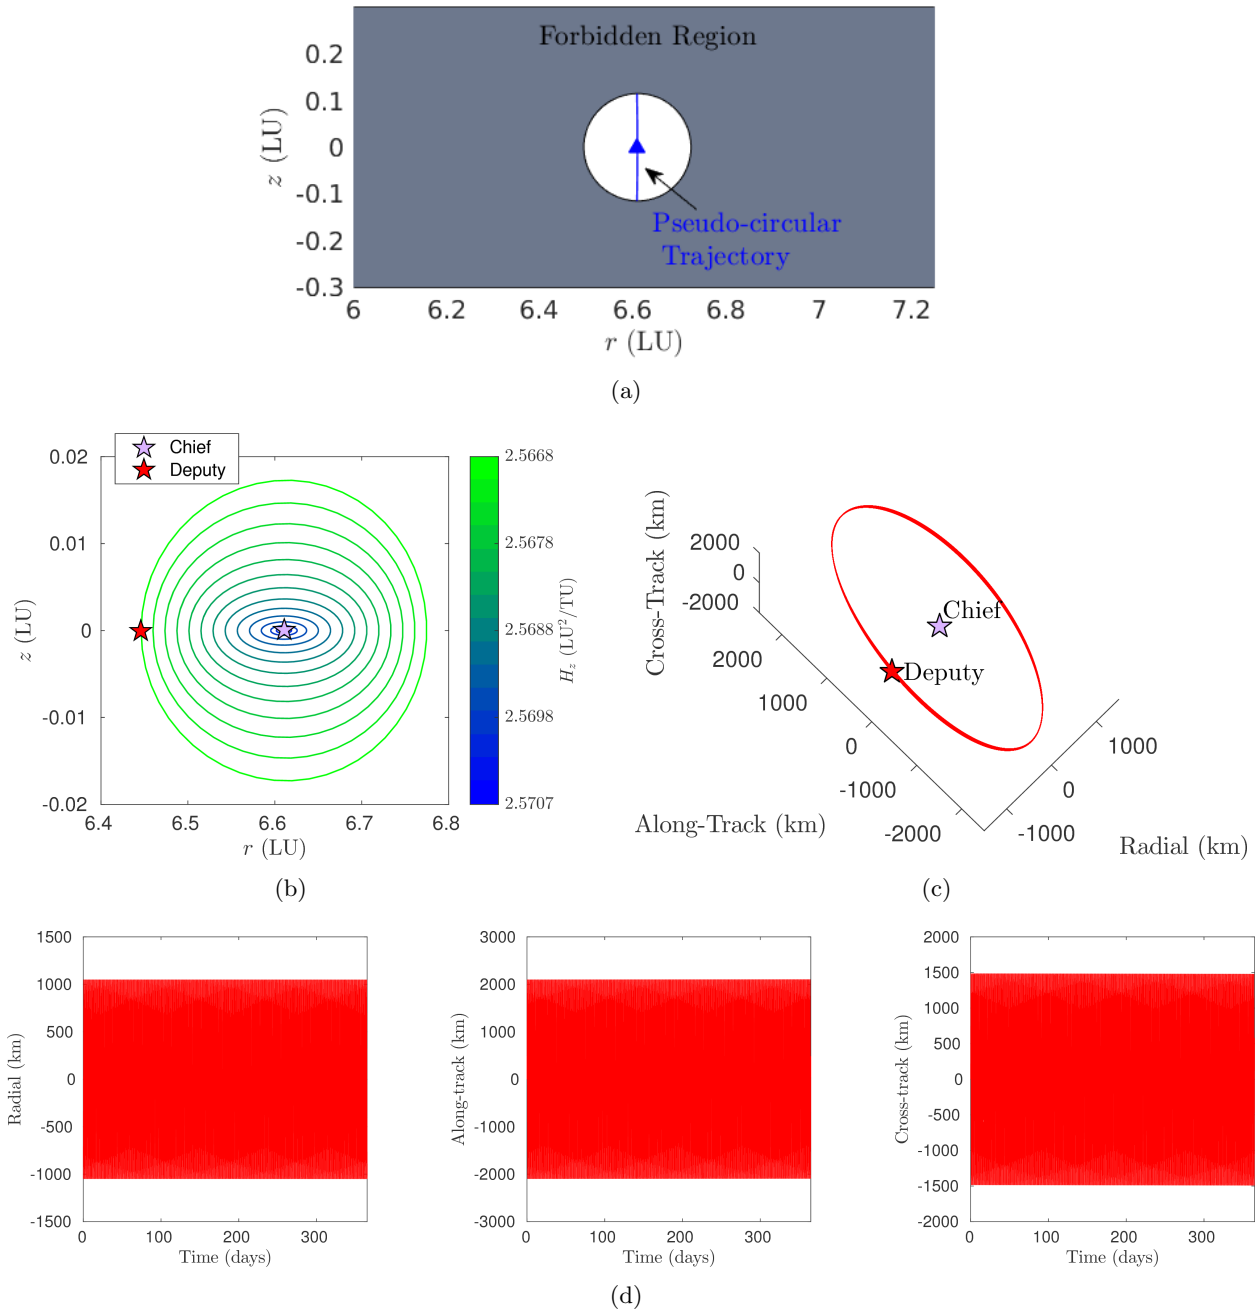 Forbidden Region
0.2
0.1
0
-0.1
-0.2
-0.3
z (LU)
Pseudo-circular
Trajectory
6 6.2 6.4 6.6 6.8 7 7.2
r (LU)
(a)
Chief
Deputy
0.02
0.01
0
-0.01
-0.02
z (LU)
6.4 6.5 6.6 6.7 6.8
r (LU)
2.5668
2.5678
2.5688
2.5698
2.5707
H_z (LU²/TU)
(b)
Cross-Track (km)
2000
0
-2000
2000
1000
0
-1000
-2000
Along-Track (km)
Chief
Deputy
1000
0
-1000
Radial (km)
(c)
1500
1000
500
0
-500
-1000
-1500
Radial (km)
0 100 200 300
Time (days)
3000
2000
1000
0
-1000
-2000
-3000
Along-track (km)
0 100 200 300
Time (days)
2000
1500
1000
500
0
-500
-1000
-1500
-2000
Cross-track (km)
0 100 200 300
Time (days)
(d)